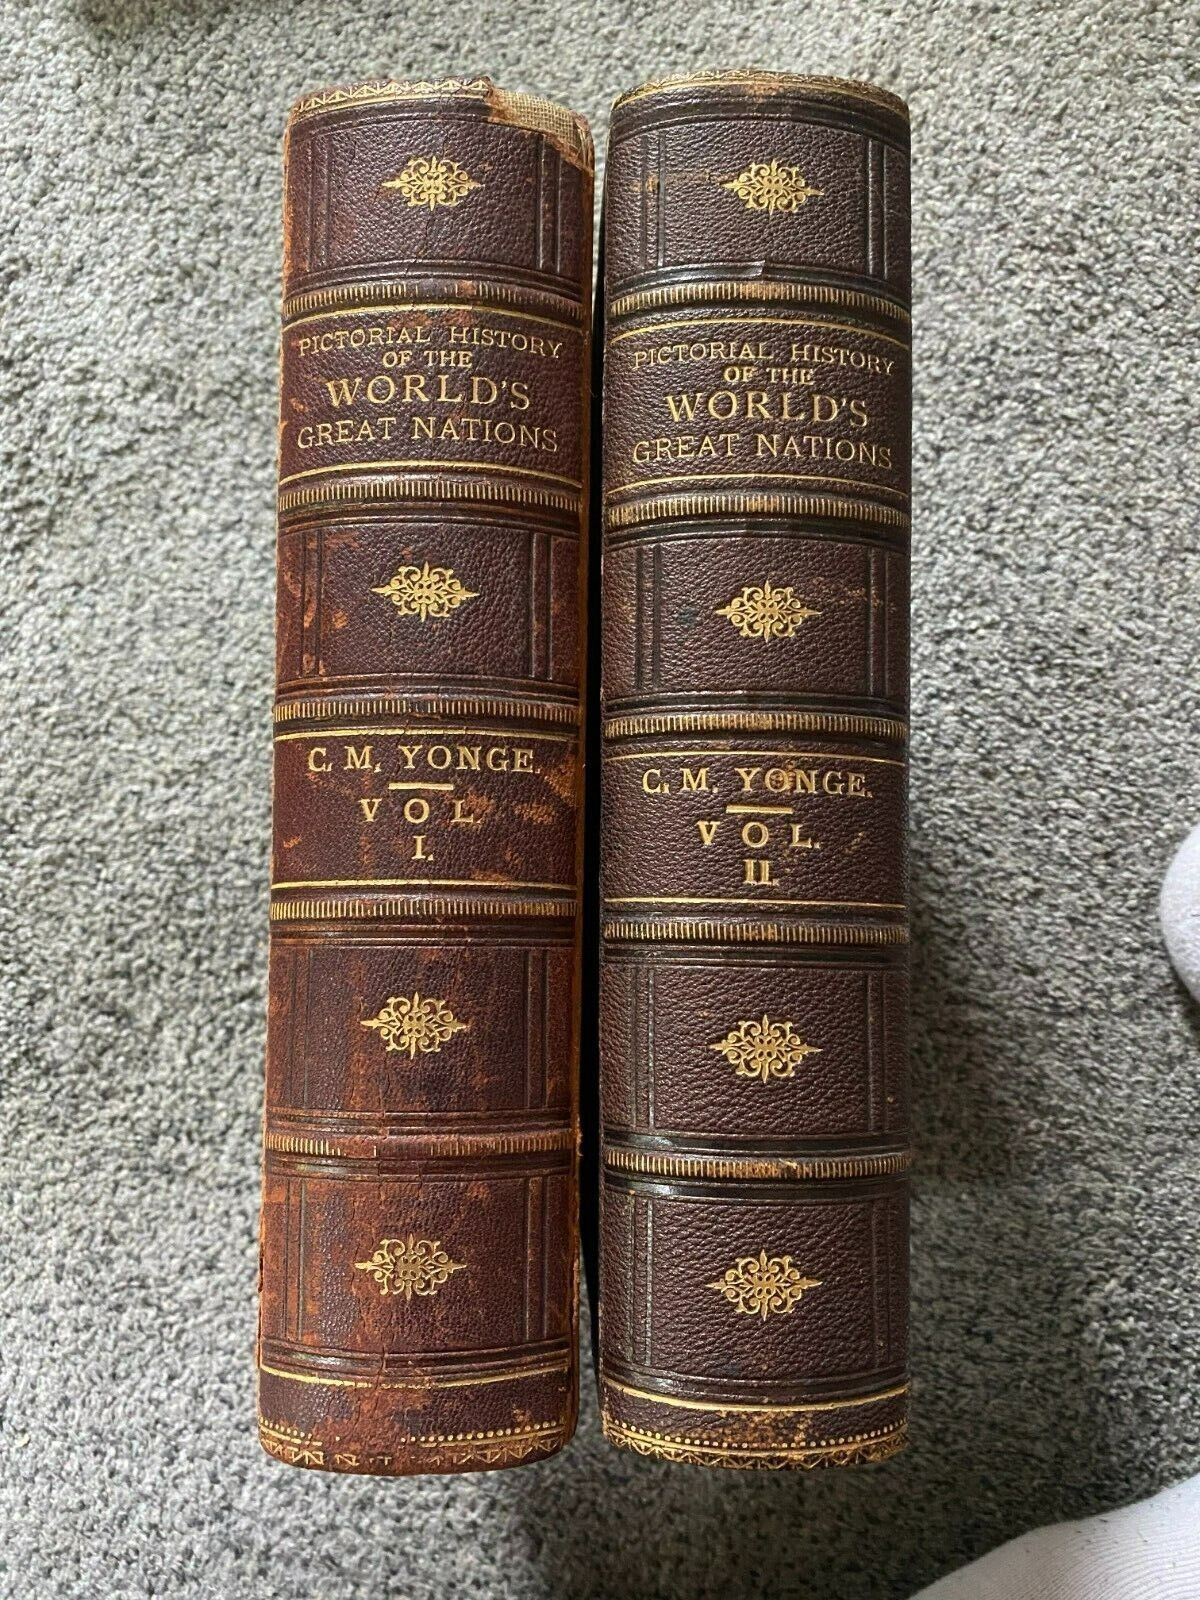 PICTORIAL HISTORY
OF THE
WORLD'S
GREAT NATIONS
C. M. YONGE.
VOL.
I.
PICTORIAL HISTORY
OF THE
WORLD'S
GREAT NATIONS
C. M. YONGE.
VOL.
II.